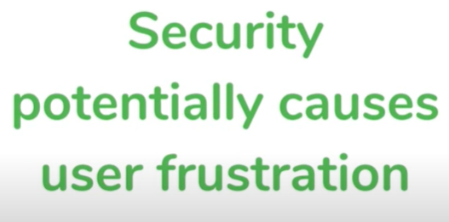 Security
potentially causes
user frustration